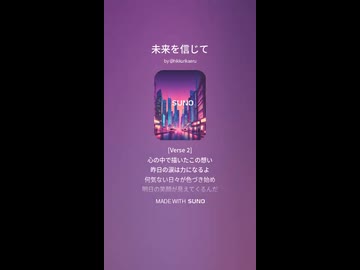 未来を信じて
SUNO
[Verse 2]
心の中で描いたこの想い
昨日の涙は力になるよ
何気ない日々が色づき始め
明日の笑顔が見えてくるんだ
MADE WITH SUNO